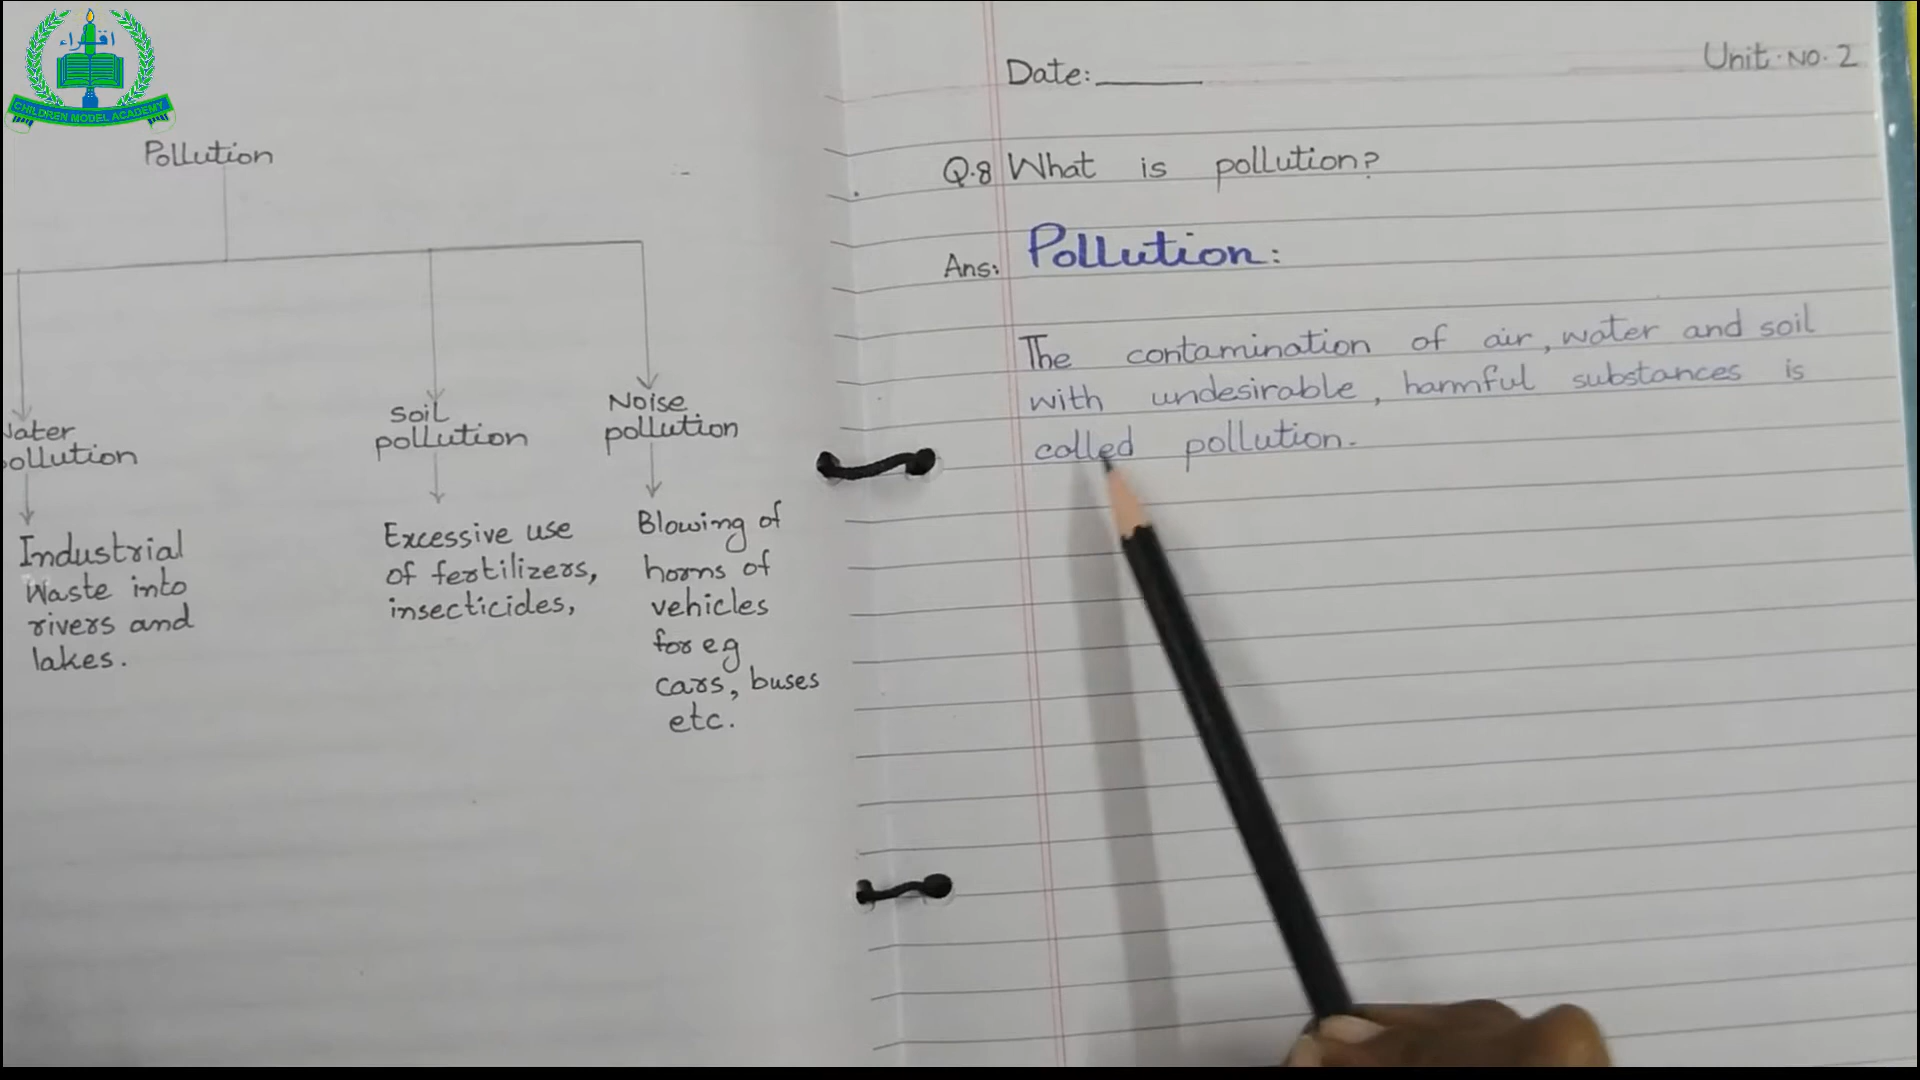 اقراء
CHILDREN MODEL ACADEMY
Pollution
Water
pollution
Industrial
Waste into
rivers and
lakes.
Soil
pollution
Excessive use
of fertilizers,
insecticides,
Noise
pollution
Blowing of
horns of
vehicles
for eg
cars, buses
etc.
Unit No. 2
Date:
Q.8 What is pollution?
Ans: Pollution:
The contamination of air, water and soil
with undesirable, harmful substances is
called pollution.